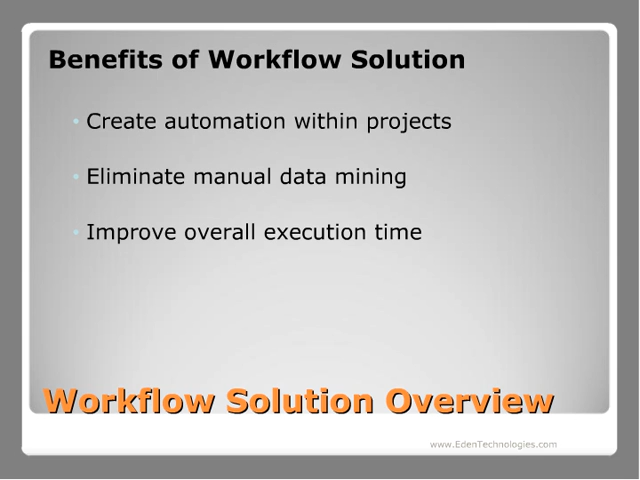 Benefits of Workflow Solution
• Create automation within projects
• Eliminate manual data mining
• Improve overall execution time
Workflow Solution Overview
www.EdenTechnologies.com